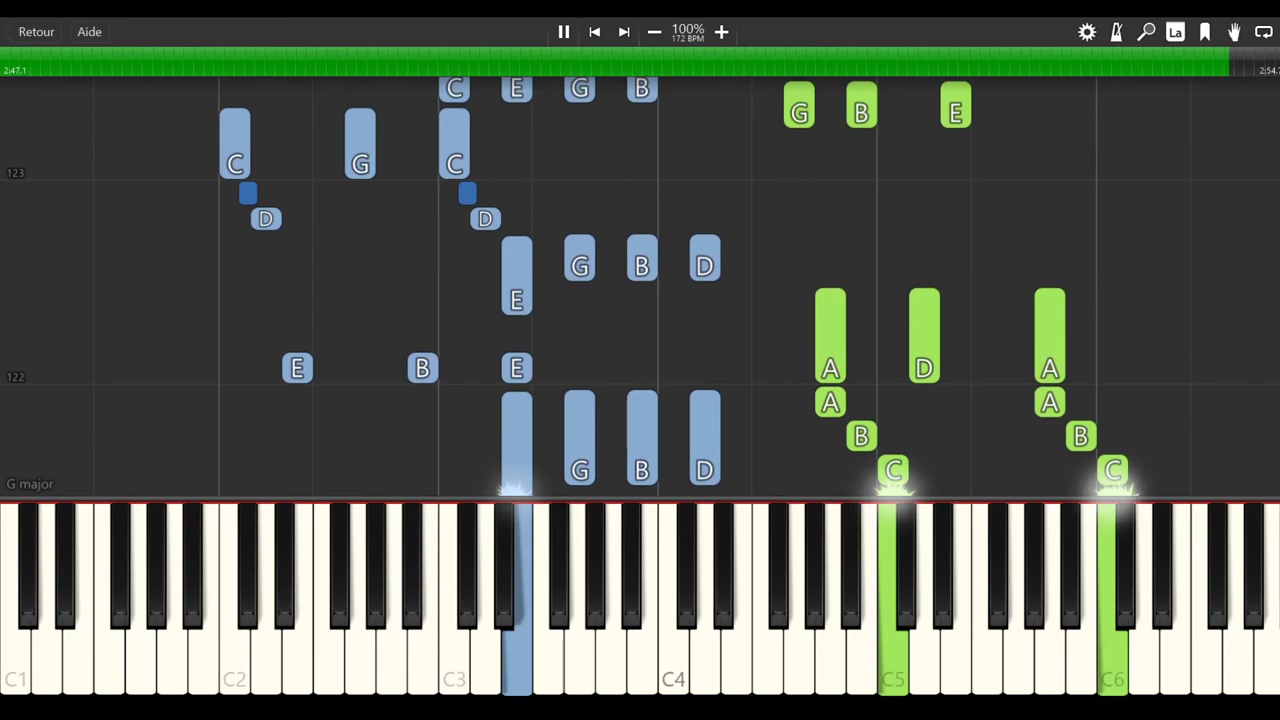 Retour Aide 100% La
172 BPM
2:47.1 2:54.7
C E G B
G B E
C G C
123
D D
G B D
E
E B E A D A
122
A A
B B
G B D C C
G major
C1 C2 C3 C4 C5 C6